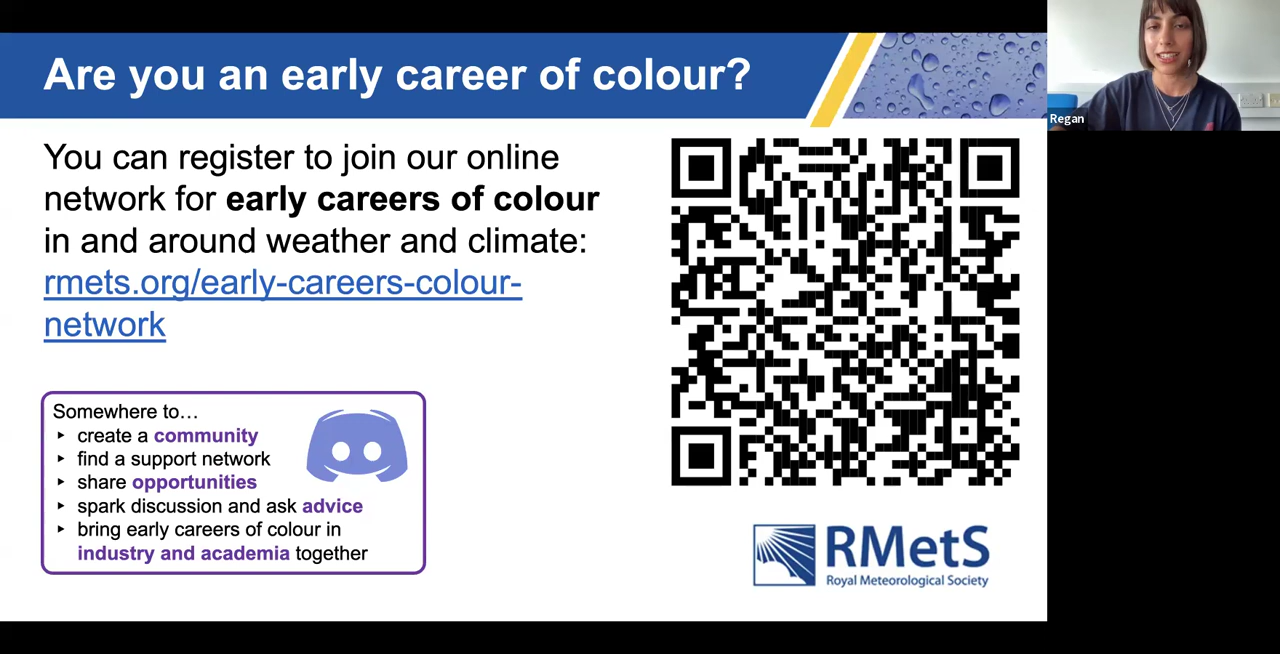 Are you an early career of colour?
Regan
You can register to join our online
network for early careers of colour
in and around weather and climate:
rmets.org/early-careers-colour-
network
Somewhere to…
‣ create a community
‣ find a support network
‣ share opportunities
‣ spark discussion and ask advice
‣ bring early careers of colour in
industry and academia together
RMetS
Royal Meteorological Society